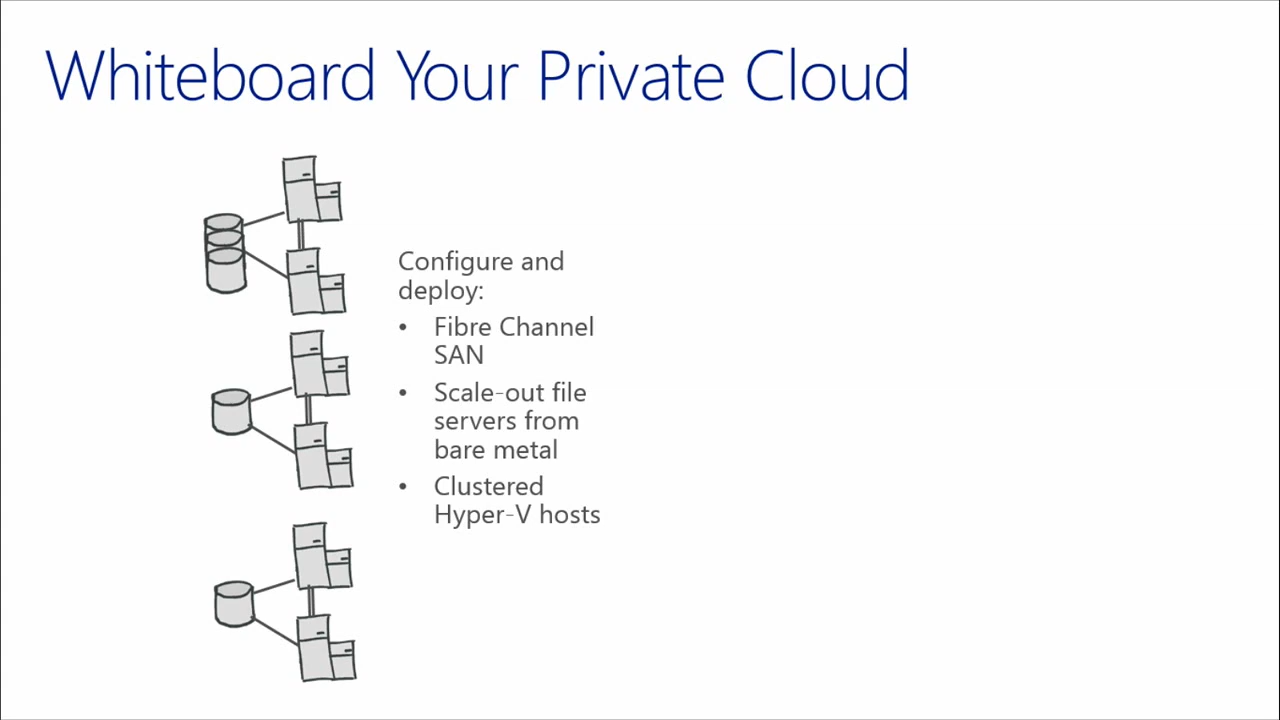 Whiteboard Your Private Cloud
Configure and
deploy:
• Fibre Channel
SAN
• Scale-out file
servers from
bare metal
• Clustered
Hyper-V hosts